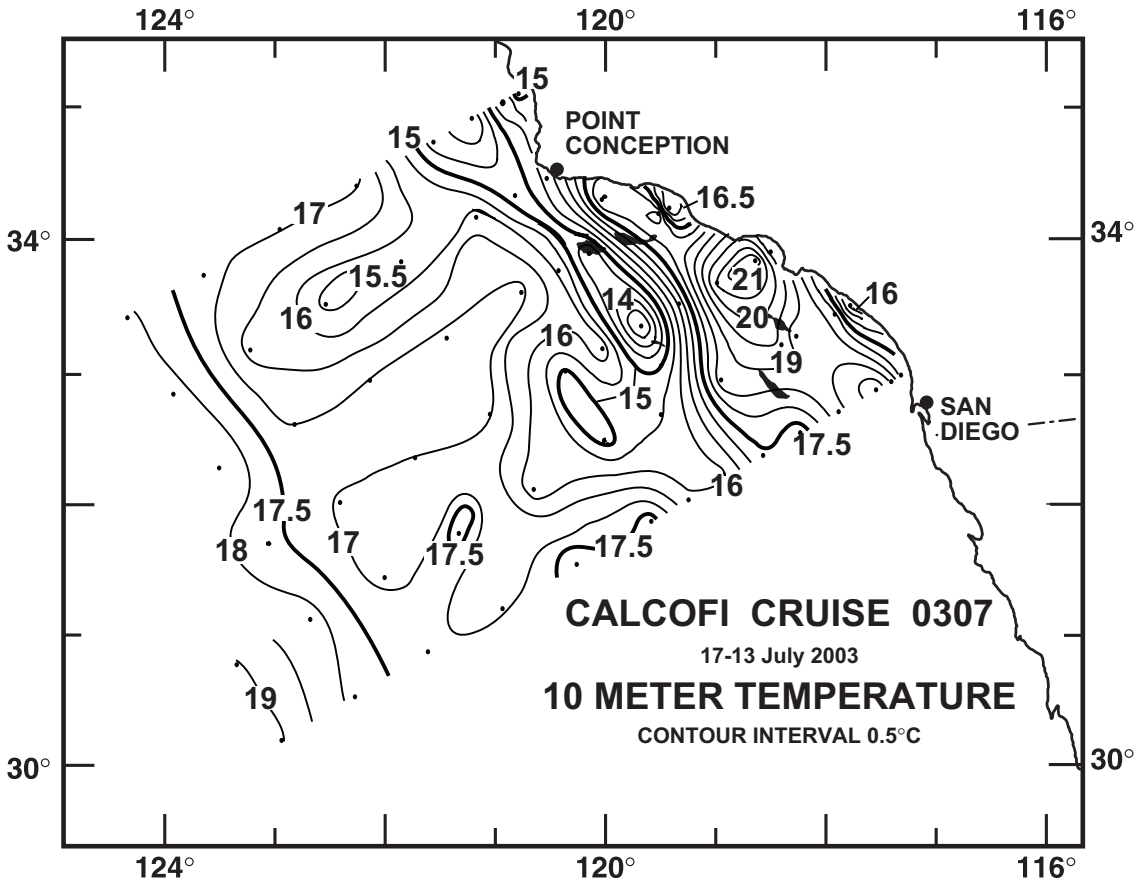 124° 120° 116°
15
POINT
CONCEPTION
15
16.5
17
34° 34°
15.5
21
14
16
16
20
16
19
15
SAN
DIEGO
17.5
16
17.5
17
17.5
17.5
18
CALCOFI CRUISE 0307
17-13 July 2003
19
10 METER TEMPERATURE
CONTOUR INTERVAL 0.5°C
30° 30°
124° 120° 116°